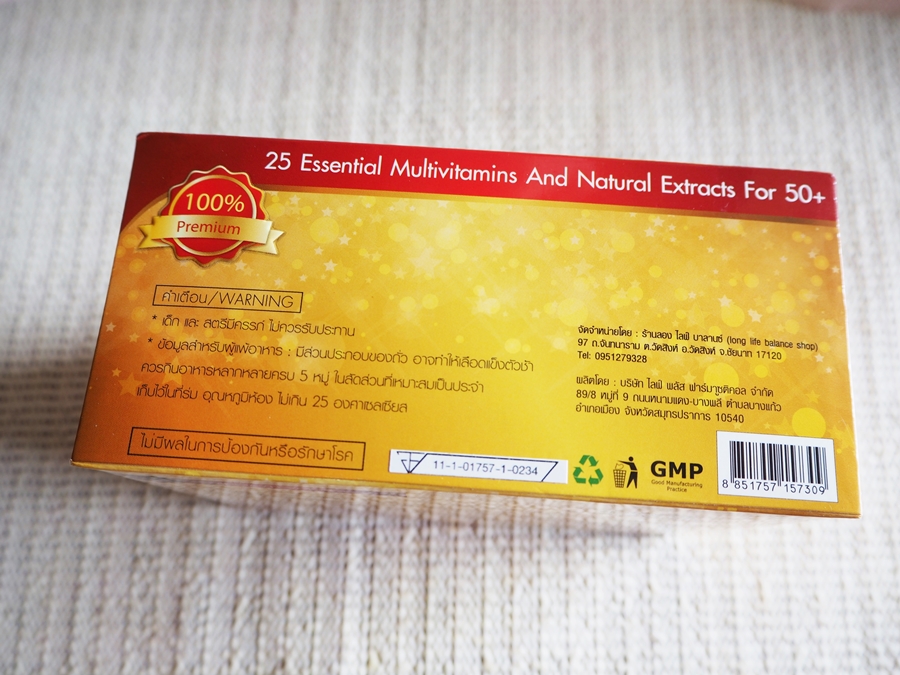 25 Essential Multivitamins And Natural Extracts For 50+
100%
Premium
คำเตือน/WARNING
* เด็ก และ สตรีมีครรภ์ ไม่ควรรับประทาน
* ข้อมูลสำหรับผู้แพ้อาหาร : มีส่วนประกอบของถั่ว อาจทำให้เลือดแข็งตัวช้า
ควรกินอาหารหลากหลายครบ 5 หมู่ ในสัดส่วนที่เหมาะสมเป็นประจำ
เก็บไว้ในที่ร่ม อุณหภูมิห้อง ไม่เกิน 25 องศาเซลเซียส
ไม่มีผลในการป้องกันหรือรักษาโรค
จัดจำหน่ายโดย : ร้านลอง ไลฟ์ บาลานซ์ (long life balance shop)
97 ถ.จันทนาราม ต.วัดสิงห์ อ.วัดสิงห์ จ.ชัยนาท 17120
Tel: 0951279328
ผลิตโดย : บริษัท ไลฟ์ พลัส ฟาร์มาซูติคอล จำกัด
89/8 หมู่ที่ 9 ถนนหนามแดง-บางพลี ตำบลบางแก้ว
อำเภอเมือง จังหวัดสมุทรปราการ 10540
11-1-01757-1-0234
GMP
Good Manufacturing
Practice
8 851757 157309